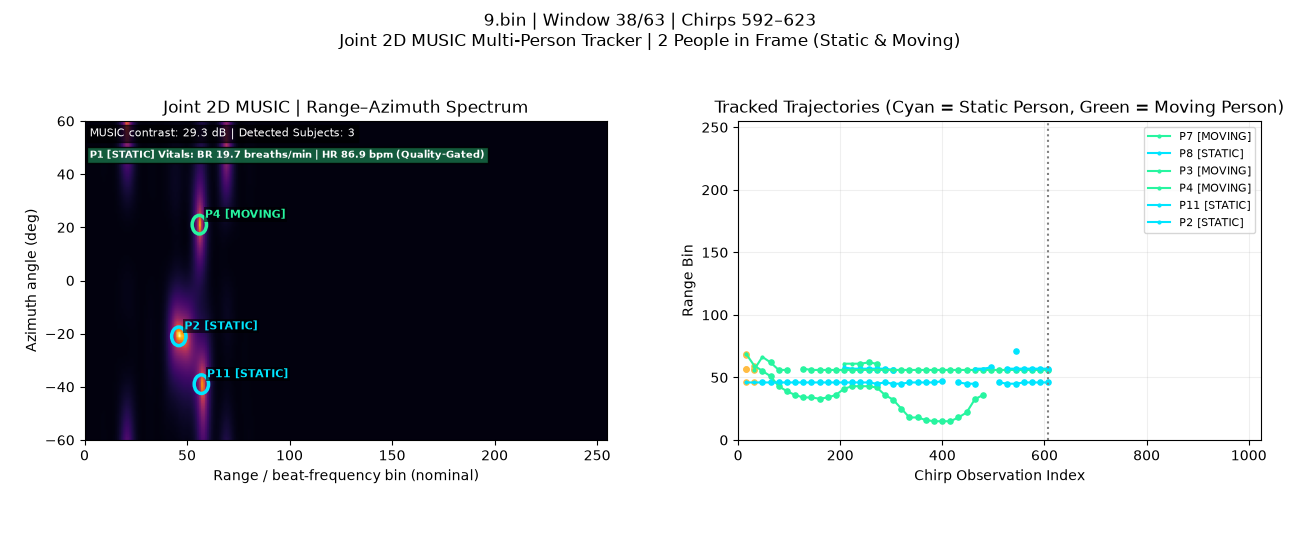 9.bin | Window 38/63 | Chirps 592–623
Joint 2D MUSIC Multi-Person Tracker | 2 People in Frame (Static & Moving)
Joint 2D MUSIC | Range–Azimuth Spectrum
MUSIC contrast: 29.3 dB | Detected Subjects: 3
P1 [STATIC] Vitals: BR 19.7 breaths/min | HR 86.9 bpm (Quality-Gated)
P4 [MOVING]
P2 [STATIC]
P11 [STATIC]
60
40
20
0
−20
−40
−60
Azimuth angle (deg)
0
50
100
150
200
250
Range / beat-frequency bin (nominal)
Tracked Trajectories (Cyan = Static Person, Green = Moving Person)
P7 [MOVING]
P8 [STATIC]
P3 [MOVING]
P4 [MOVING]
P11 [STATIC]
P2 [STATIC]
250
200
150
100
50
0
Range Bin
0
200
400
600
800
1000
Chirp Observation Index